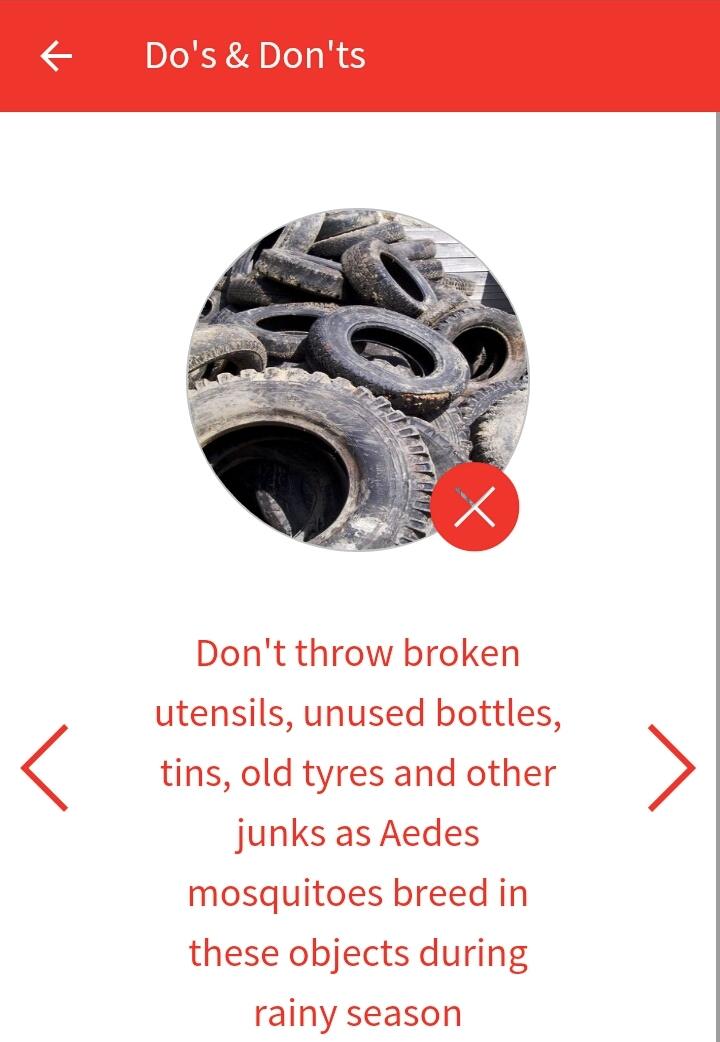 Do's & Don'ts
Don't throw broken
utensils, unused bottles,
tins, old tyres and other
junks as Aedes
mosquitoes breed in
these objects during
rainy season